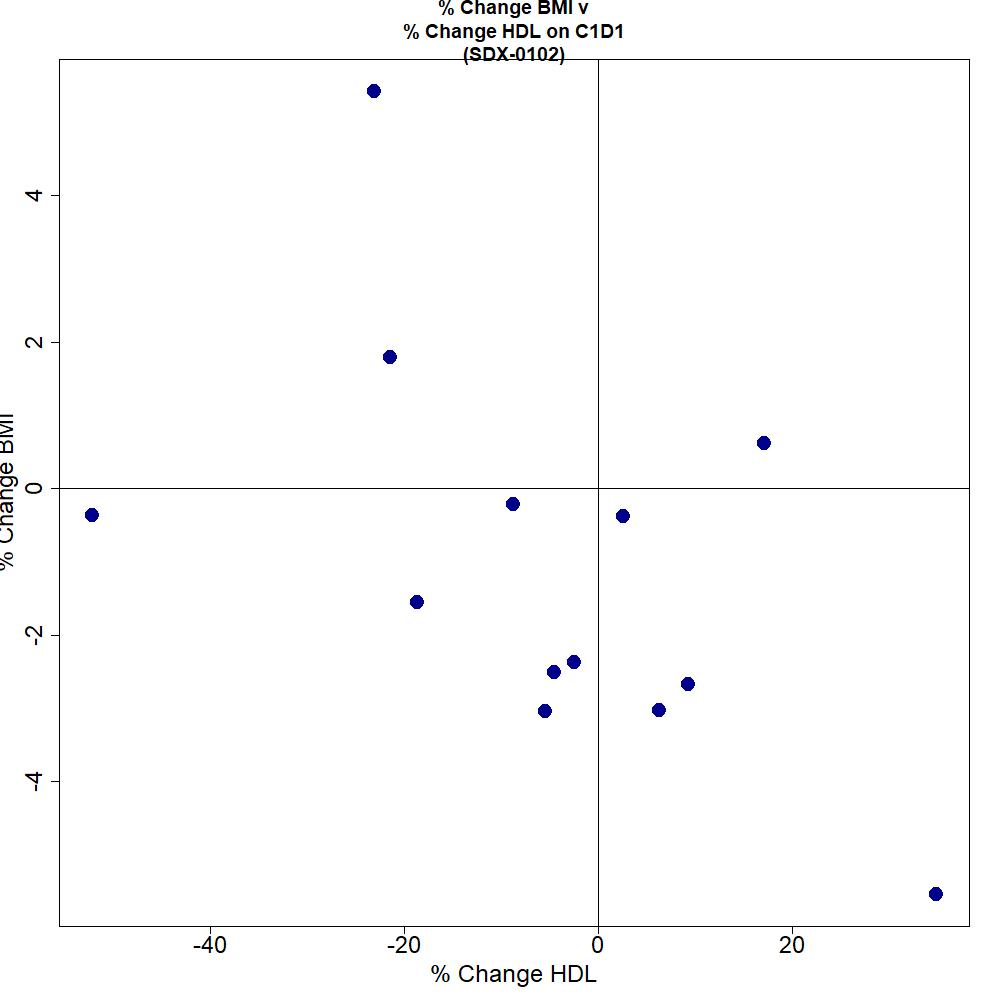 % Change BMI v
% Change HDL on C1D1
(SDX-0102)
4
2
0
-2
-4
% Change BMI
-40
-20
0
20
% Change HDL